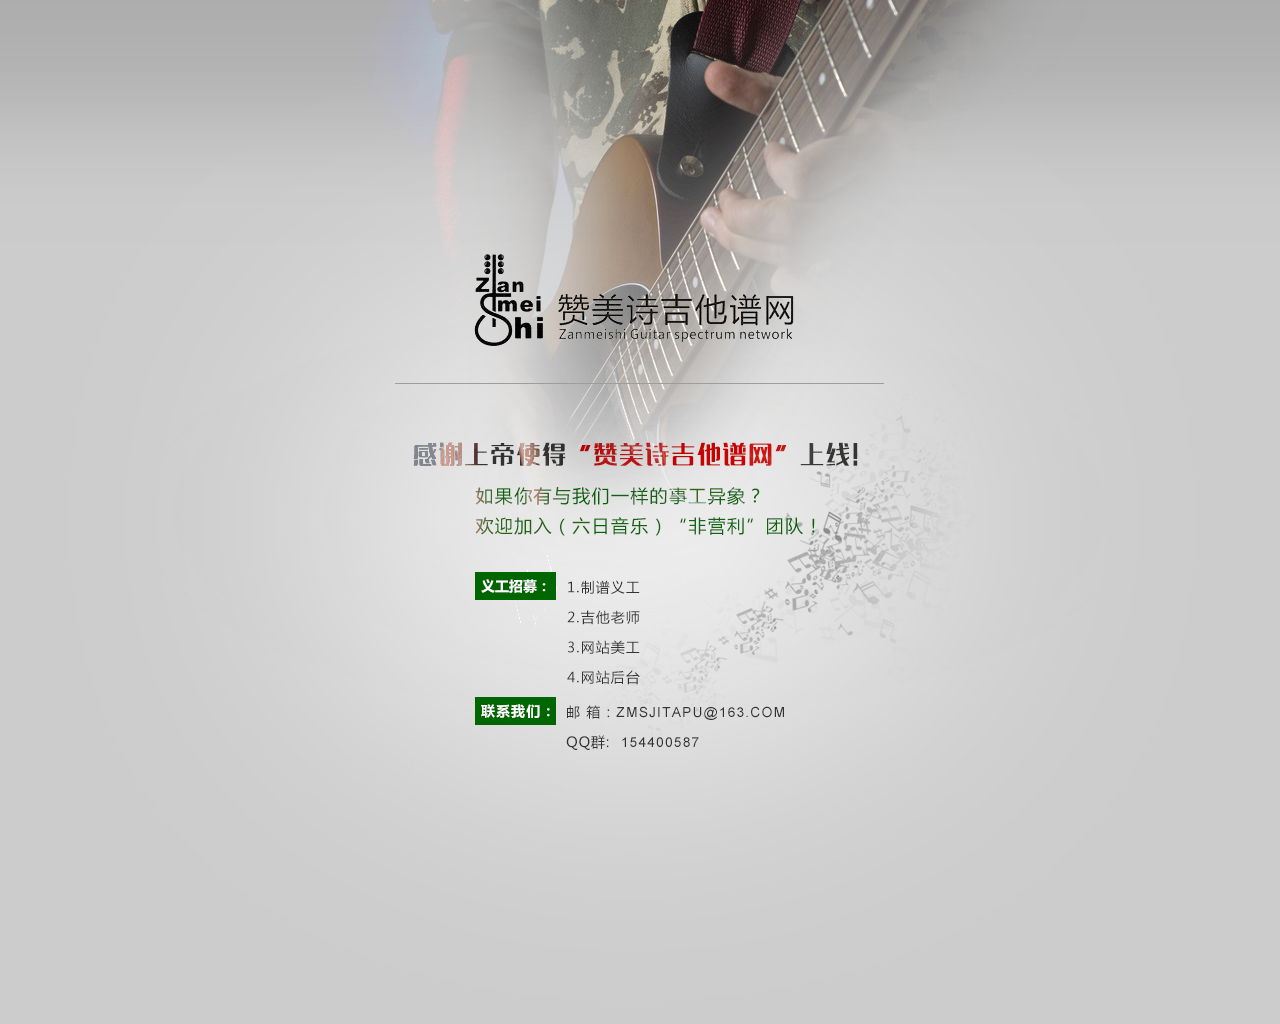 Zan
mei
Shi
赞美诗吉他谱网
Zanmeishi Guitar spectrum network
感谢上帝使得“赞美诗吉他谱网”上线!
如果你有与我们一样的事工异象？
欢迎加入（六日音乐）“非营利”团队！
义工招募： 1.制谱义工
2.吉他老师
3.网站美工
4.网站后台
联系我们： 邮 箱：ZMSJITAPU@163.COM
QQ群: 154400587